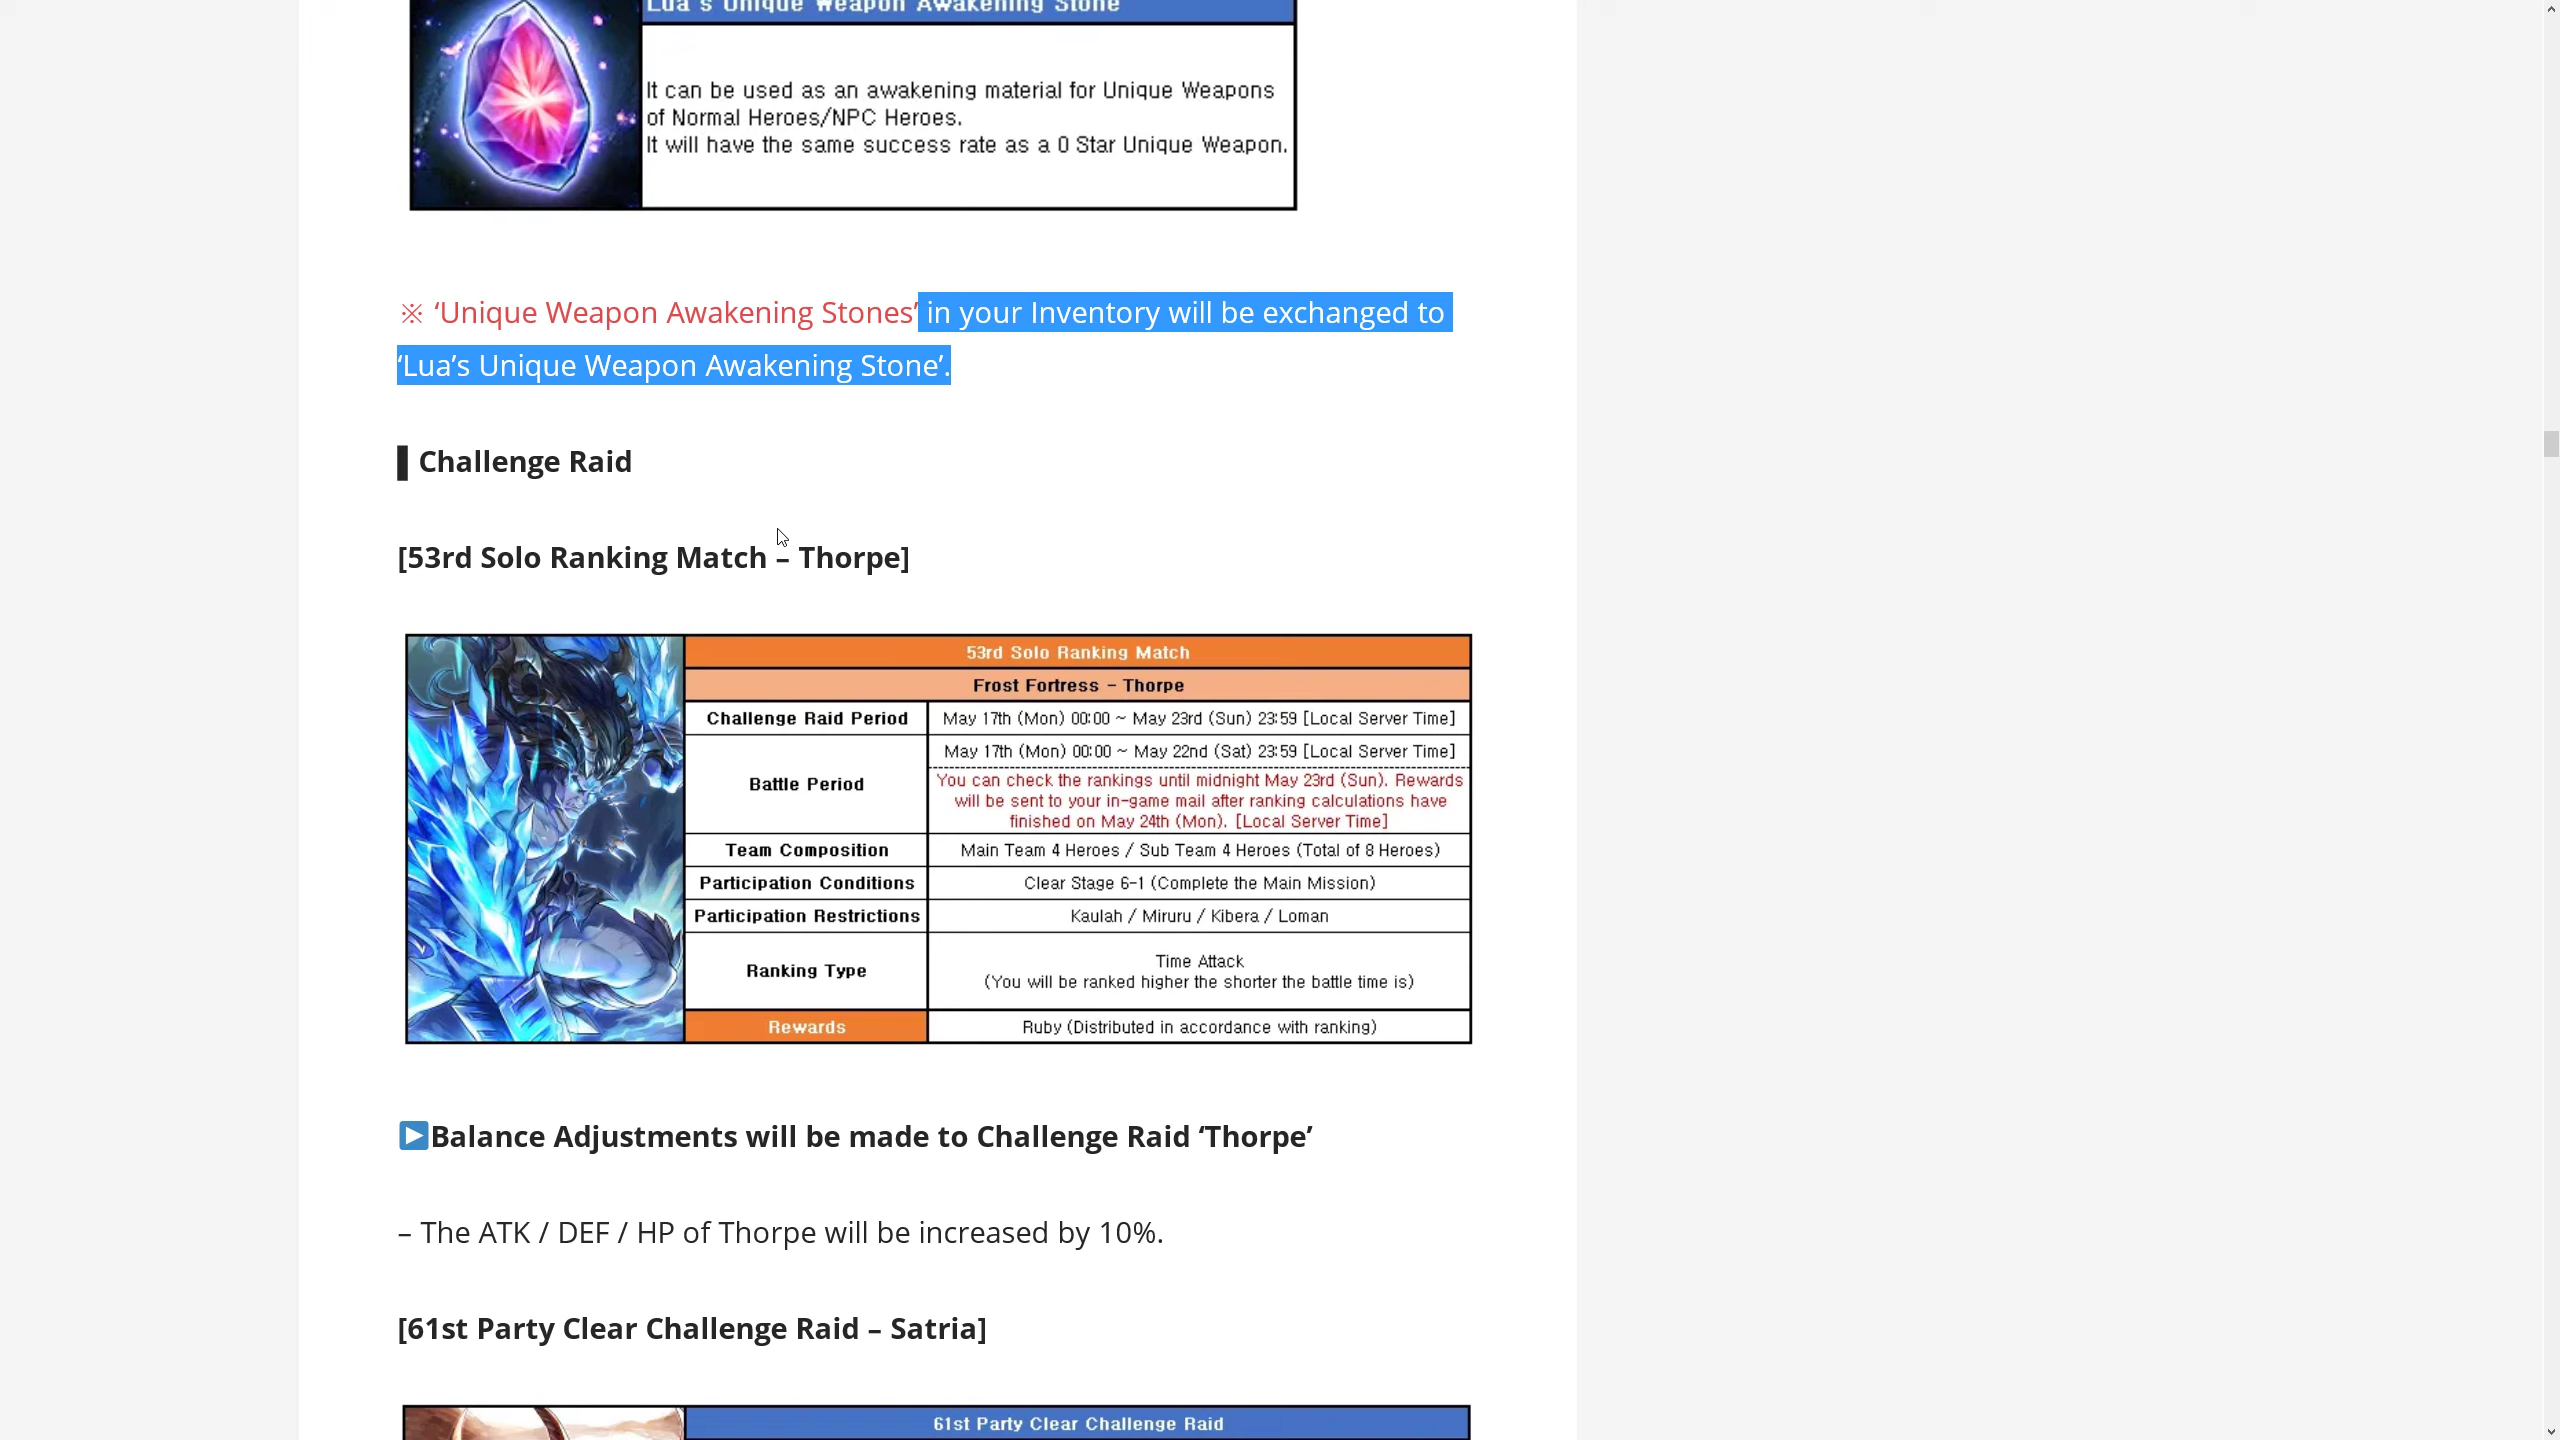 Lua's Unique Weapon Awakening Stone
It can be used as an awakening material for Unique Weapons
of Normal Heroes/NPC Heroes.
It will have the same success rate as a 0 Star Unique Weapon.
※ ‘Unique Weapon Awakening Stones’ in your Inventory will be exchanged to
‘Lua’s Unique Weapon Awakening Stone’.
▌Challenge Raid
[53rd Solo Ranking Match – Thorpe]
53rd Solo Ranking Match
Frost Fortress - Thorpe
Challenge Raid Period
May 17th (Mon) 00:00 ~ May 23rd (Sun) 23:59 [Local Server Time]
Battle Period
May 17th (Mon) 00:00 ~ May 22nd (Sat) 23:59 [Local Server Time]
You can check the rankings until midnight May 23rd (Sun). Rewards
will be sent to your in-game mail after ranking calculations have
finished on May 24th (Mon). [Local Server Time]
Team Composition
Main Team 4 Heroes / Sub Team 4 Heroes (Total of 8 Heroes)
Participation Conditions
Clear Stage 6-1 (Complete the Main Mission)
Participation Restrictions
Kaulah / Miruru / Kibera / Loman
Ranking Type
Time Attack
(You will be ranked higher the shorter the battle time is)
Rewards
Ruby (Distributed in accordance with ranking)
▶Balance Adjustments will be made to Challenge Raid ‘Thorpe’
– The ATK / DEF / HP of Thorpe will be increased by 10%.
[61st Party Clear Challenge Raid – Satria]
61st Party Clear Challenge Raid